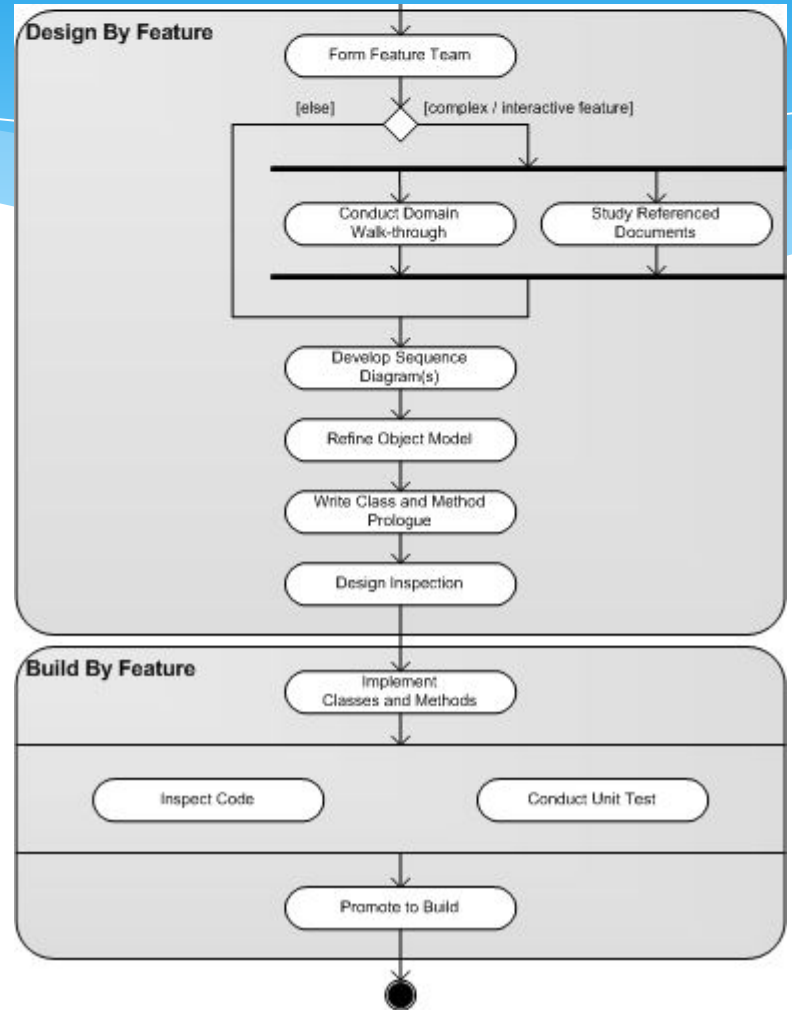 Design By Feature
Form Feature Team
[else]
[complex / interactive feature]
Conduct Domain
Walk-through
Study Referenced
Documents
Develop Sequence
Diagram(s)
Refine Object Model
Write Class and Method
Prologue
Design Inspection
Build By Feature
Implement
Classes and Methods
Inspect Code
Conduct Unit Test
Promote to Build